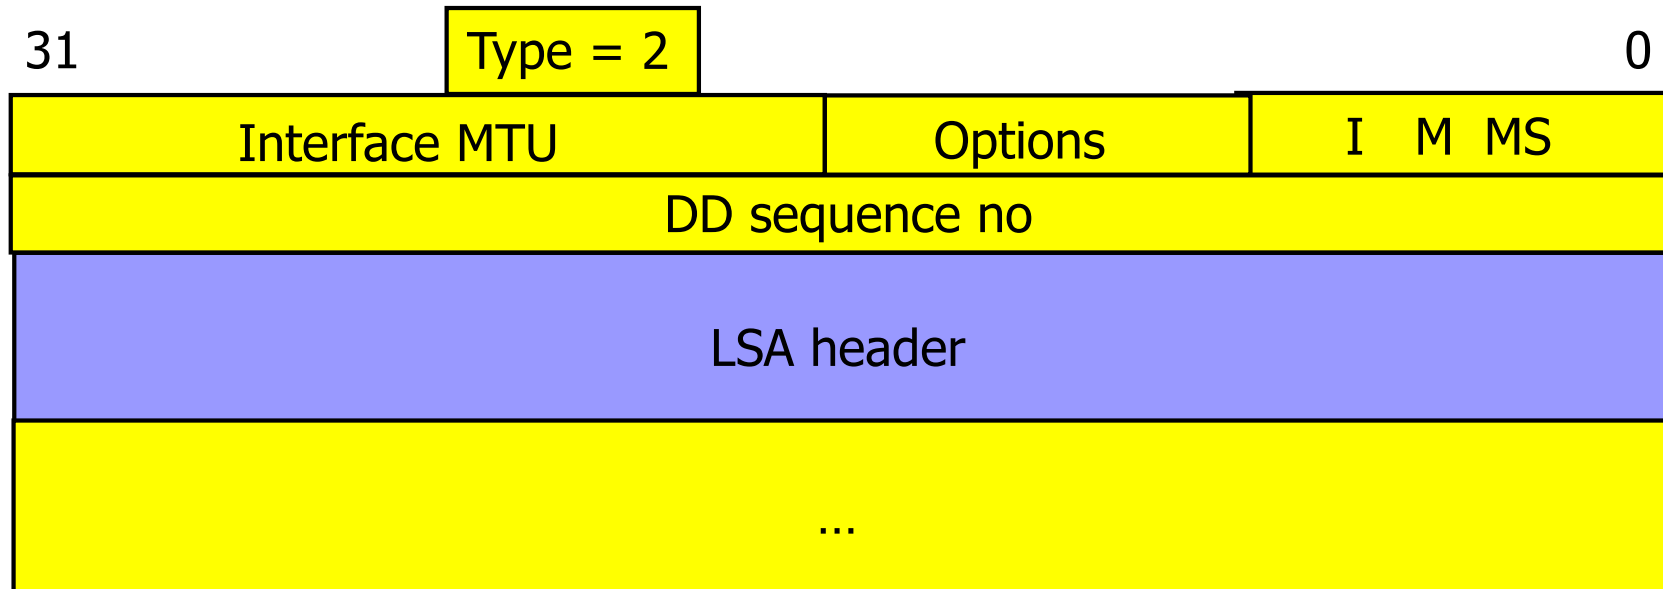 31 Type = 2 0
Interface MTU Options I M MS
DD sequence no
LSA header
...